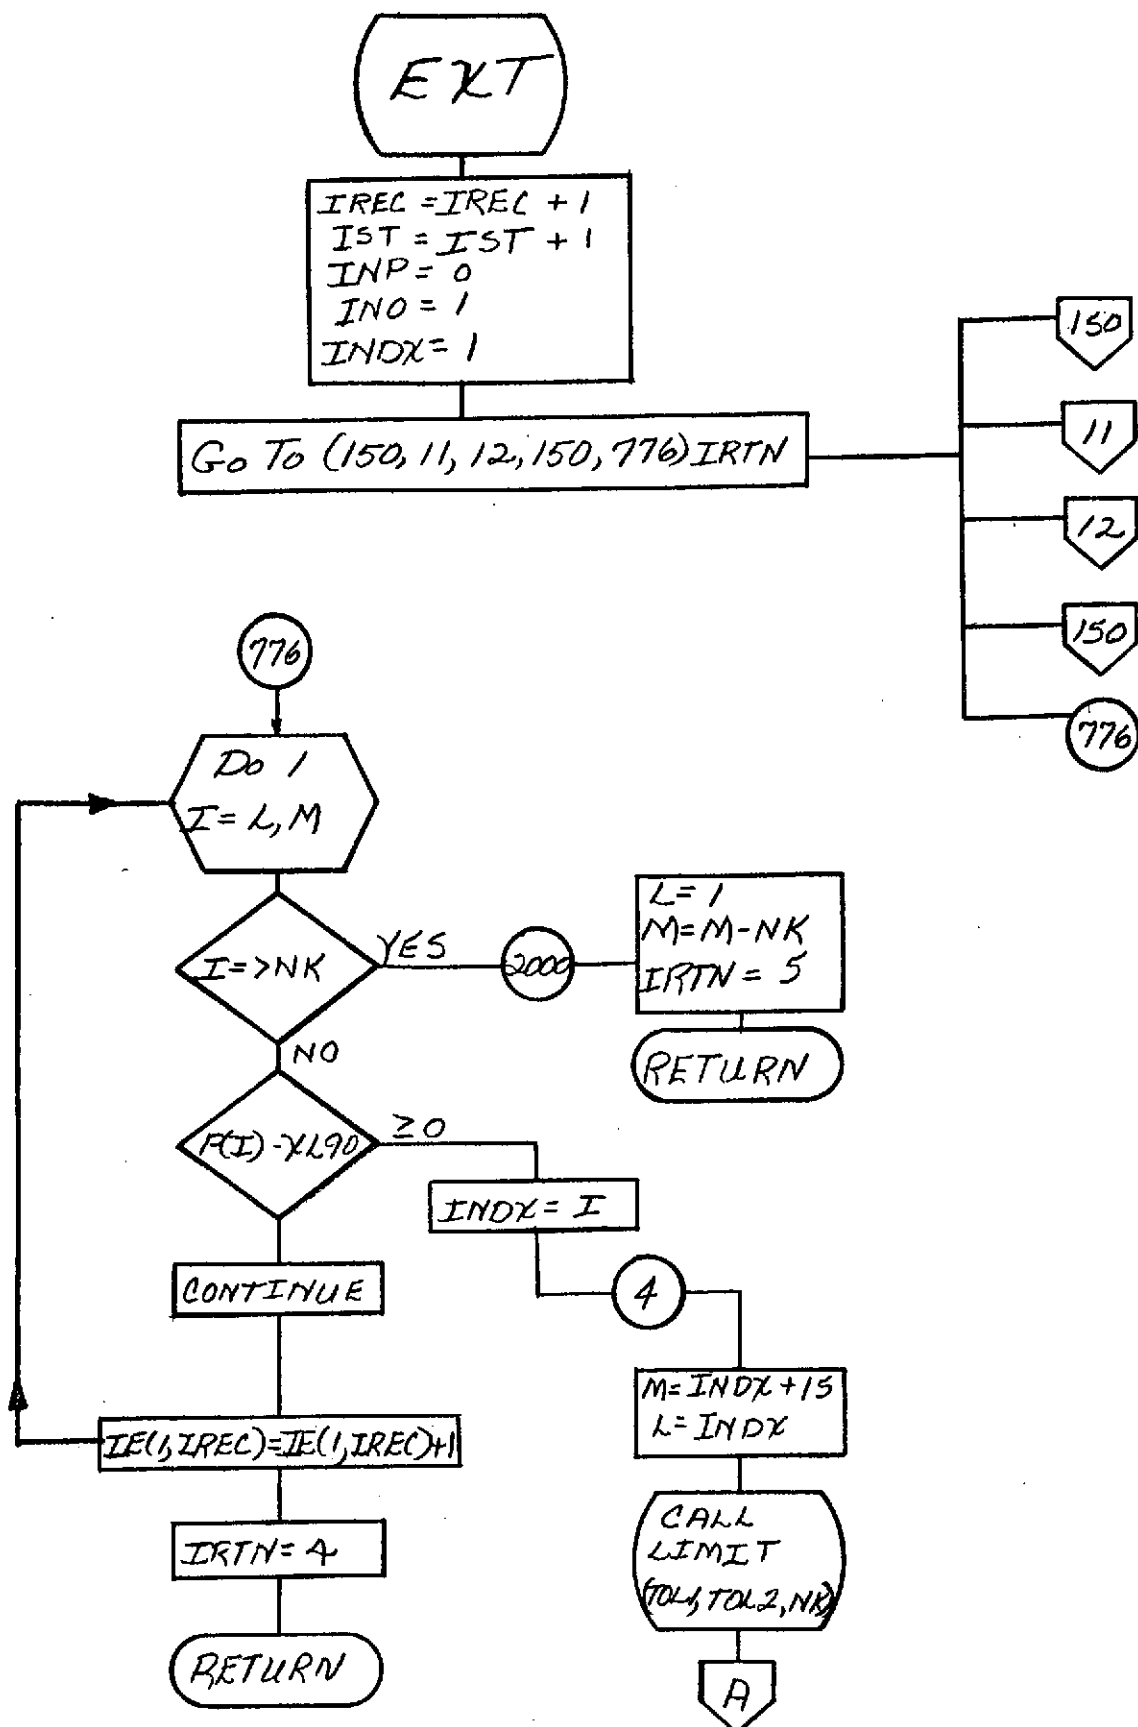 EXT
IREC = IREC + 1
IST = IST + 1
INP = 0
INO = 1
INDX = 1
Go To (150, 11, 12, 150, 776) IRTN
150
11
12
150
776
776
Do 1
I = L, M
I = > NK
YES
2000
L = 1
M = M - NK
IRTN = 5
RETURN
NO
P(I) - XL90
≥ 0
INDX = I
4
CONTINUE
M = INDX + 15
L = INDX
IE(1, IREC) = IE(1, IREC) + 1
CALL
LIMIT
(TOL1, TOL2, NK)
IRTN = 4
RETURN
A